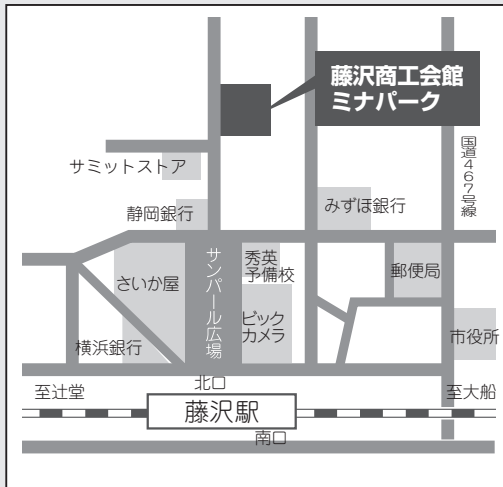 藤沢商工会館
ミナパーク
国道467号線
サミットストア
静岡銀行
みずほ銀行
サンパール広場
さいか屋
秀英
予備校
郵便局
ビック
カメラ
市役所
横浜銀行
北口
至辻堂
至大船
藤沢駅
南口